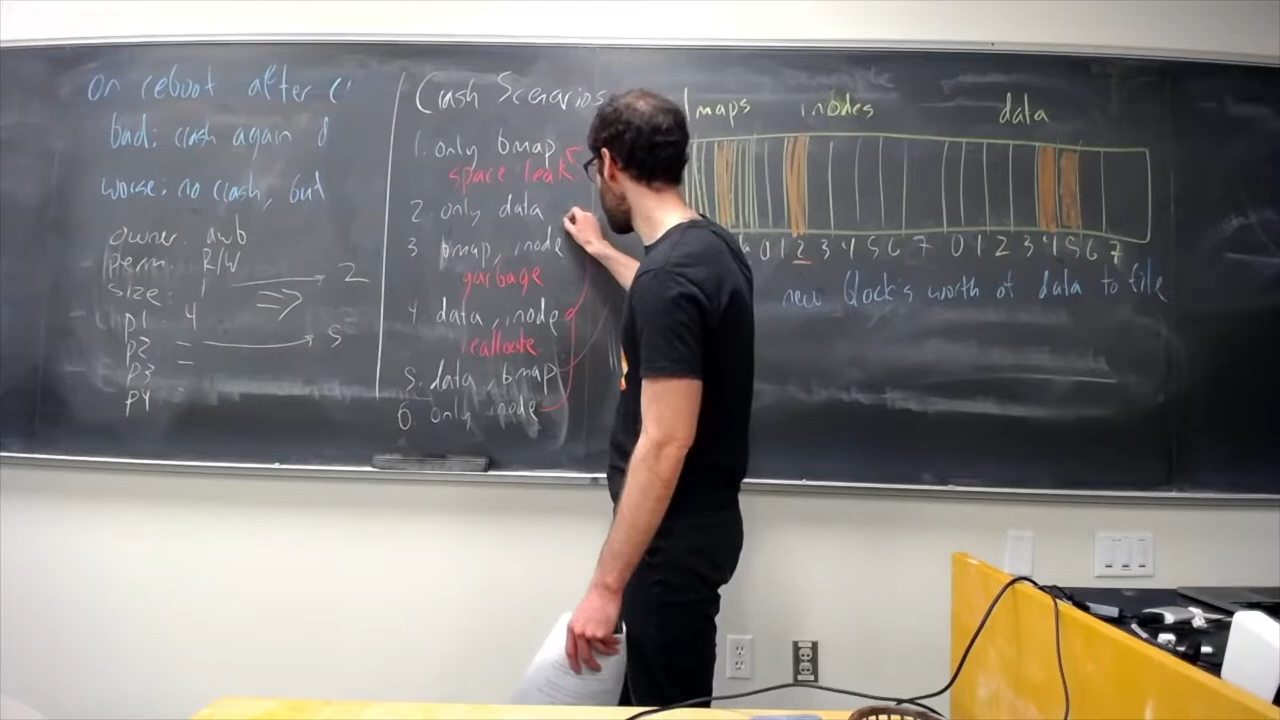 on reboot after
bad: crash again
worse: no crash, but
owner: awb
perm: R/W
size: 1 → 2
⇒
p1: 4
p2 = → 5
p3 =
p4
Crash Scenarios
1. only bmap
space leak
2. only data
3 bmap, inode
garbage
4. data, inode
5. data, bmap
6. only inode
maps inodes data
0 1 2 3 4 5 6 7 0 1 2 3 4 5 6 7
new block's worth of data to file